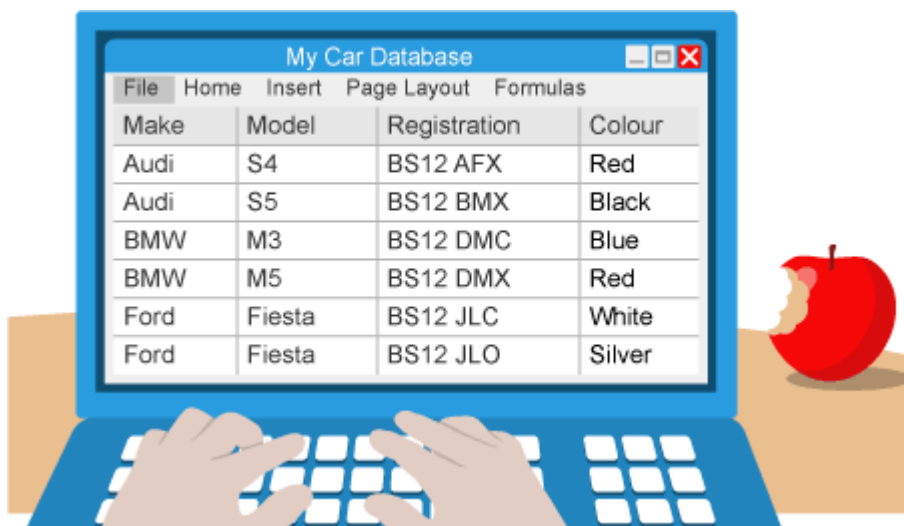 My Car Database
File Home Insert Page Layout Formulas
Make Model Registration Colour
Audi S4 BS12 AFX Red
Audi S5 BS12 BMX Black
BMW M3 BS12 DMC Blue
BMW M5 BS12 DMX Red
Ford Fiesta BS12 JLC White
Ford Fiesta BS12 JLO Silver